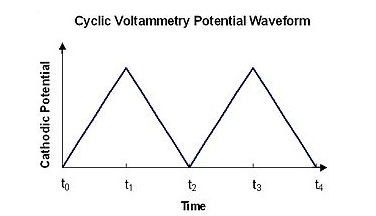 Cyclic Voltammetry Potential Waveform
Cathodic Potential
t0 t1 t2 t3 t4
Time